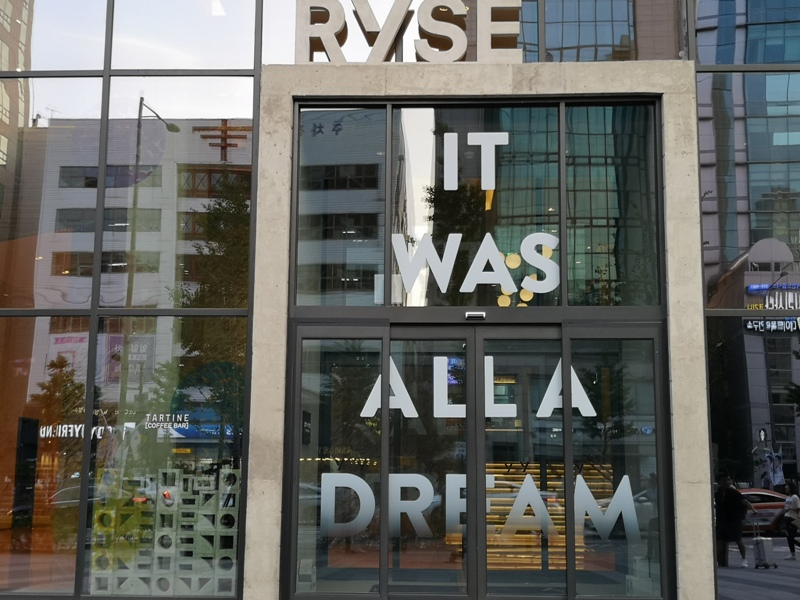 RYSE
IT
WAS
ALL A
DREAM
TARTINE
[COFFEE BAR]